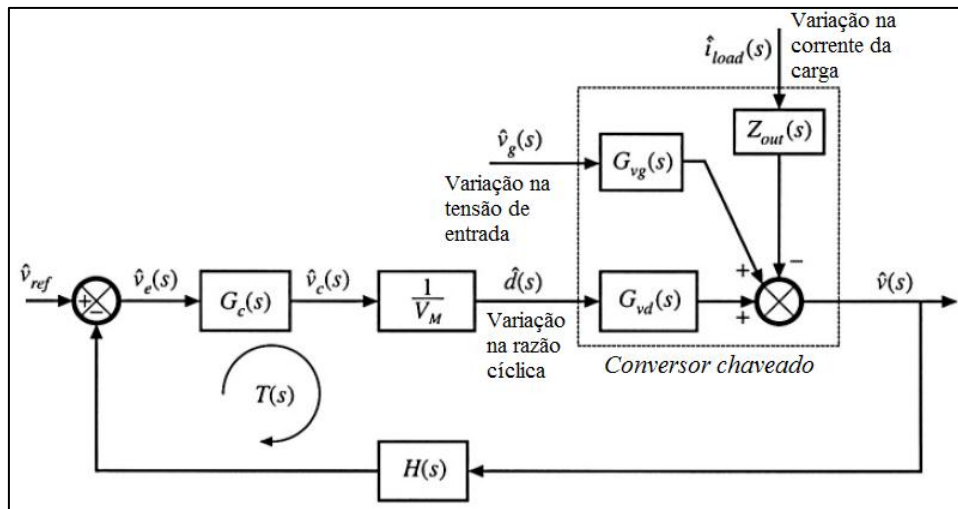 Variação na
corrente da
carga
î_load(s)
Z_out(s)
v̂_g(s)
G_vg(s)
Variação na
tensão de
entrada
−
+
v̂_ref
v̂_e(s)
v̂_c(s)
d̂(s)
v̂(s)
+
−
G_c(s)
1
V_M
G_vd(s)
+
Variação
na razão
cíclica
Conversor chaveado
T(s)
H(s)